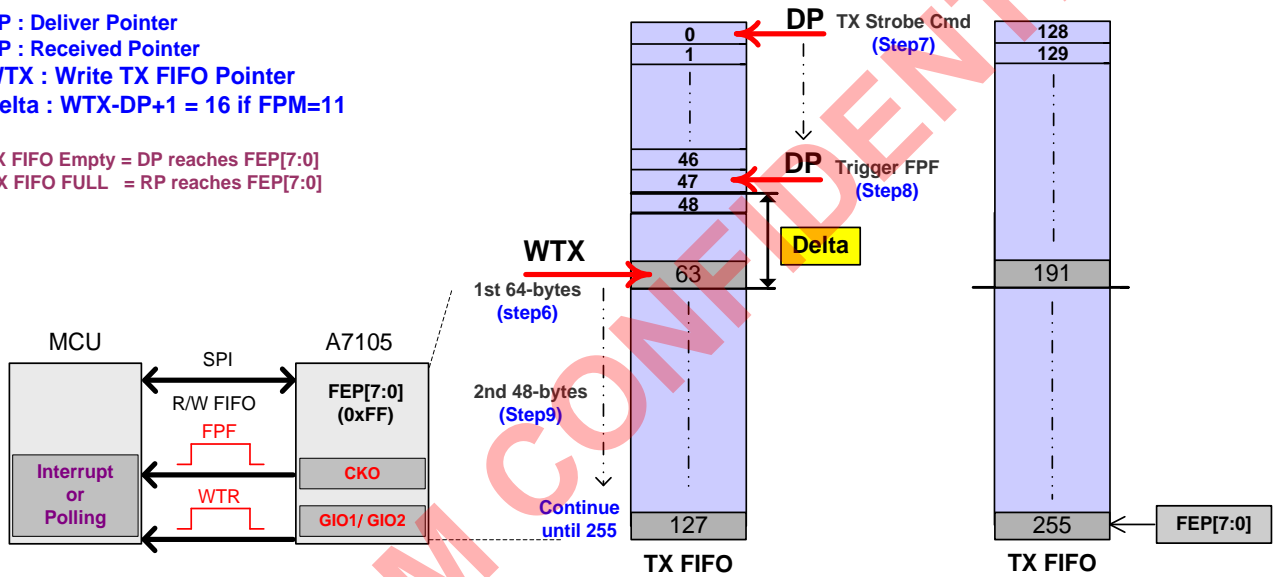 P : Deliver Pointer
P : Received Pointer
WTX : Write TX FIFO Pointer
elta : WTX-DP+1 = 16 if FPM=11
X FIFO Empty = DP reaches FEP[7:0]
X FIFO FULL = RP reaches FEP[7:0]
0
1
46
47
48
63
127
TX FIFO
DP
TX Strobe Cmd
(Step7)
DP
Trigger FPF
(Step8)
Delta
WTX
1st 64-bytes
(step6)
2nd 48-bytes
(Step9)
Continue
until 255
128
129
191
255
TX FIFO
FEP[7:0]
MCU
SPI
R/W FIFO
FPF
WTR
Interrupt
or
Polling
A7105
FEP[7:0]
(0xFF)
CKO
GIO1/ GIO2
M CONFIDENT